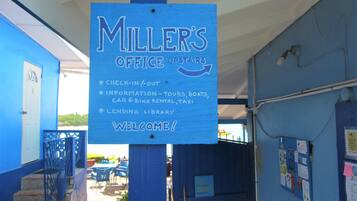 MILLER'S
OFFICE UPSTAIRS
• CHECK-IN/OUT
• INFORMATION - TOURS, BOATS,
CAR & BIKE RENTAL, TAXI
• LENDING LIBRARY
WELCOME!